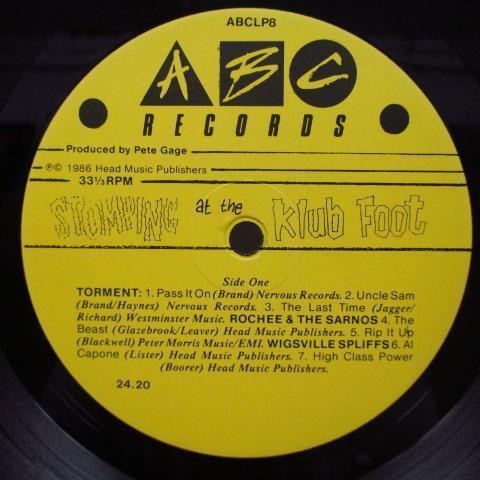 ABCLP8
ABC
RECORDS
Produced by Pete Gage
℗© 1986 Head Music Publishers
33⅓RPM
STOMPING at the Klub Foot
Side One
TORMENT: 1. Pass It On (Brand) Nervous Records. 2. Uncle Sam
(Brand/Haynes) Nervous Records. 3. The Last Time (Jagger/
Richard) Westminster Music. ROCHEE & THE SARNOS 4. The
Beast (Glazebrook/Leaver) Head Music Publishers. 5. Rip It Up
(Blackwell) Peter Morris Music/EMI. WIGSVILLE SPLIFFS 6. Al
Capone (Lister) Head Music Publishers. 7. High Class Power
(Boorer) Head Music Publishers.
24.20